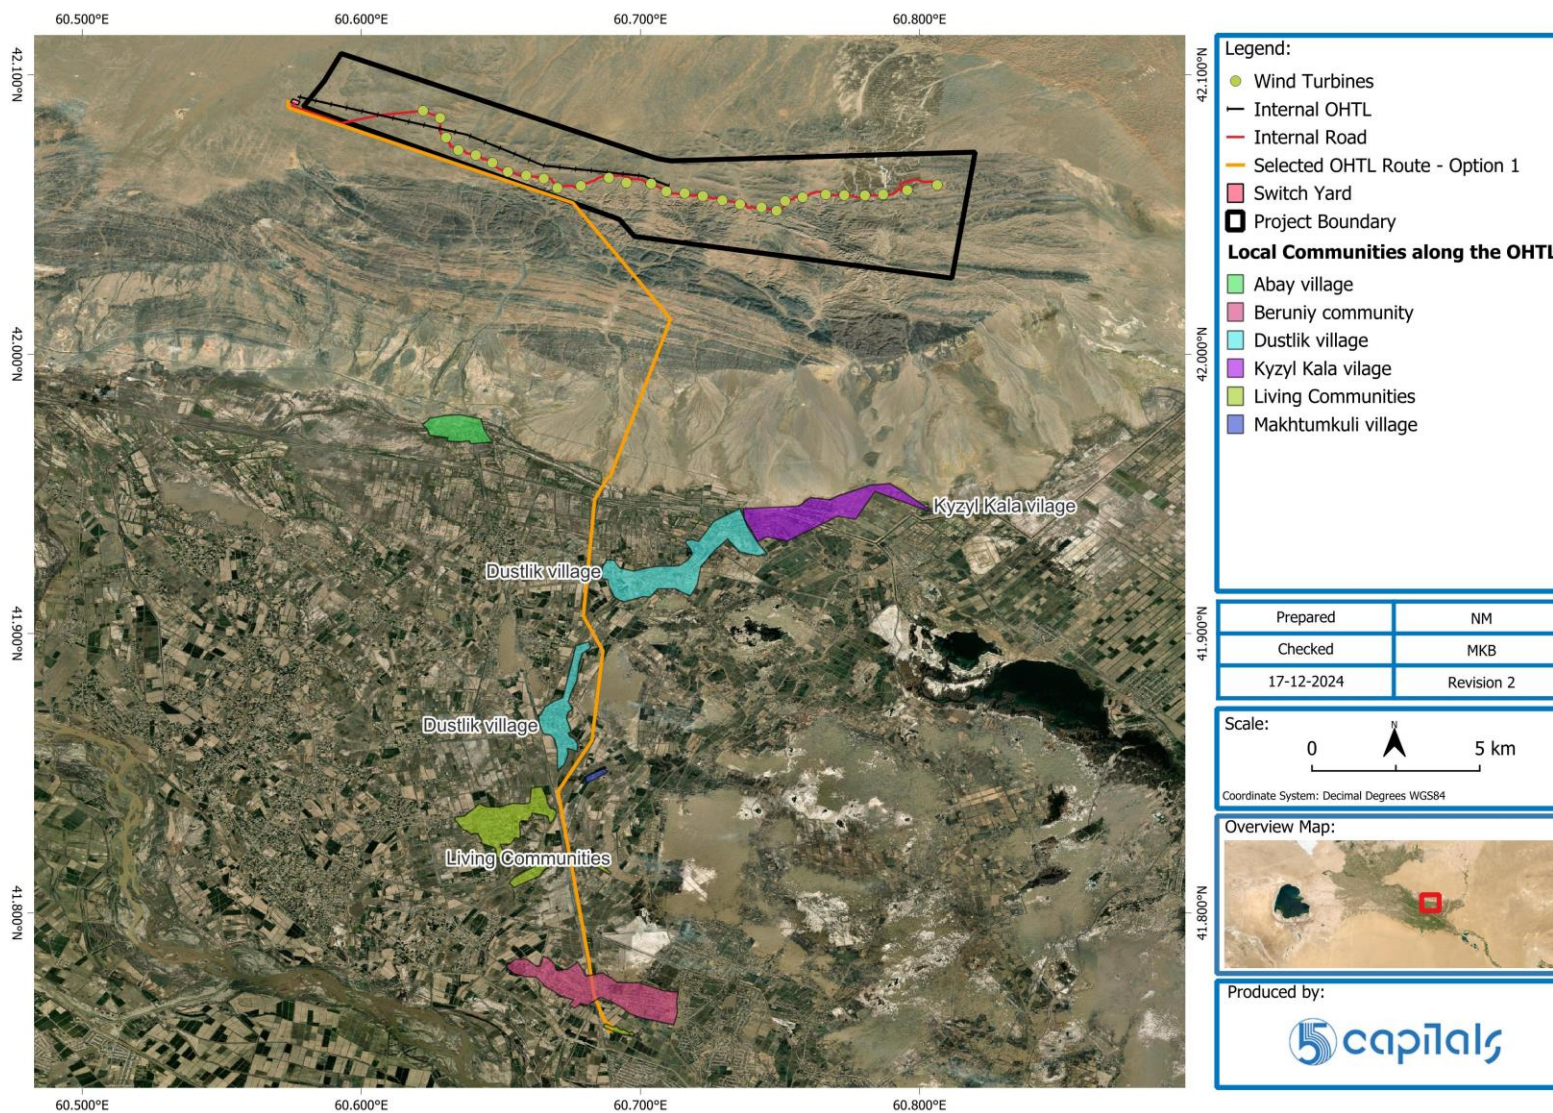 60.500°E
60.600°E
60.700°E
60.800°E
42.100°N
42.000°N
41.900°N
41.800°N
42.100°N
42.000°N
41.900°N
41.800°N
60.500°E
60.600°E
60.700°E
60.800°E
Kyzyl Kala vilage
Dustlik village
Dustlik village
Living Communities
Legend:
Wind Turbines
Internal OHTL
Internal Road
Selected OHTL Route - Option 1
Switch Yard
Project Boundary
Local Communities along the OHTL
Abay village
Beruniy community
Dustlik village
Kyzyl Kala vilage
Living Communities
Makhtumkuli village
Prepared NM
Checked MKB
17-12-2024 Revision 2
Scale:
N
0 5 km
Coordinate System: Decimal Degrees WGS84
Overview Map:
Produced by:
5 capitals